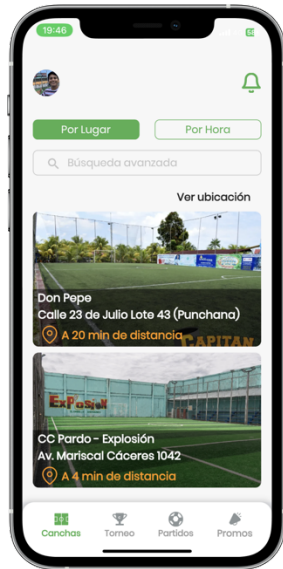 19:46
Por Lugar
Por Hora
Búsqueda avanzada
Ver ubicación
Don Pepe
Calle 23 de Julio Lote 43 (Punchana)
A 20 min de distancia
CAPITAN
ExPlosión
CC Pardo - Explosión
Av. Mariscal Cáceres 1042
A 4 min de distancia
Canchas
Torneo
Partidos
Promos